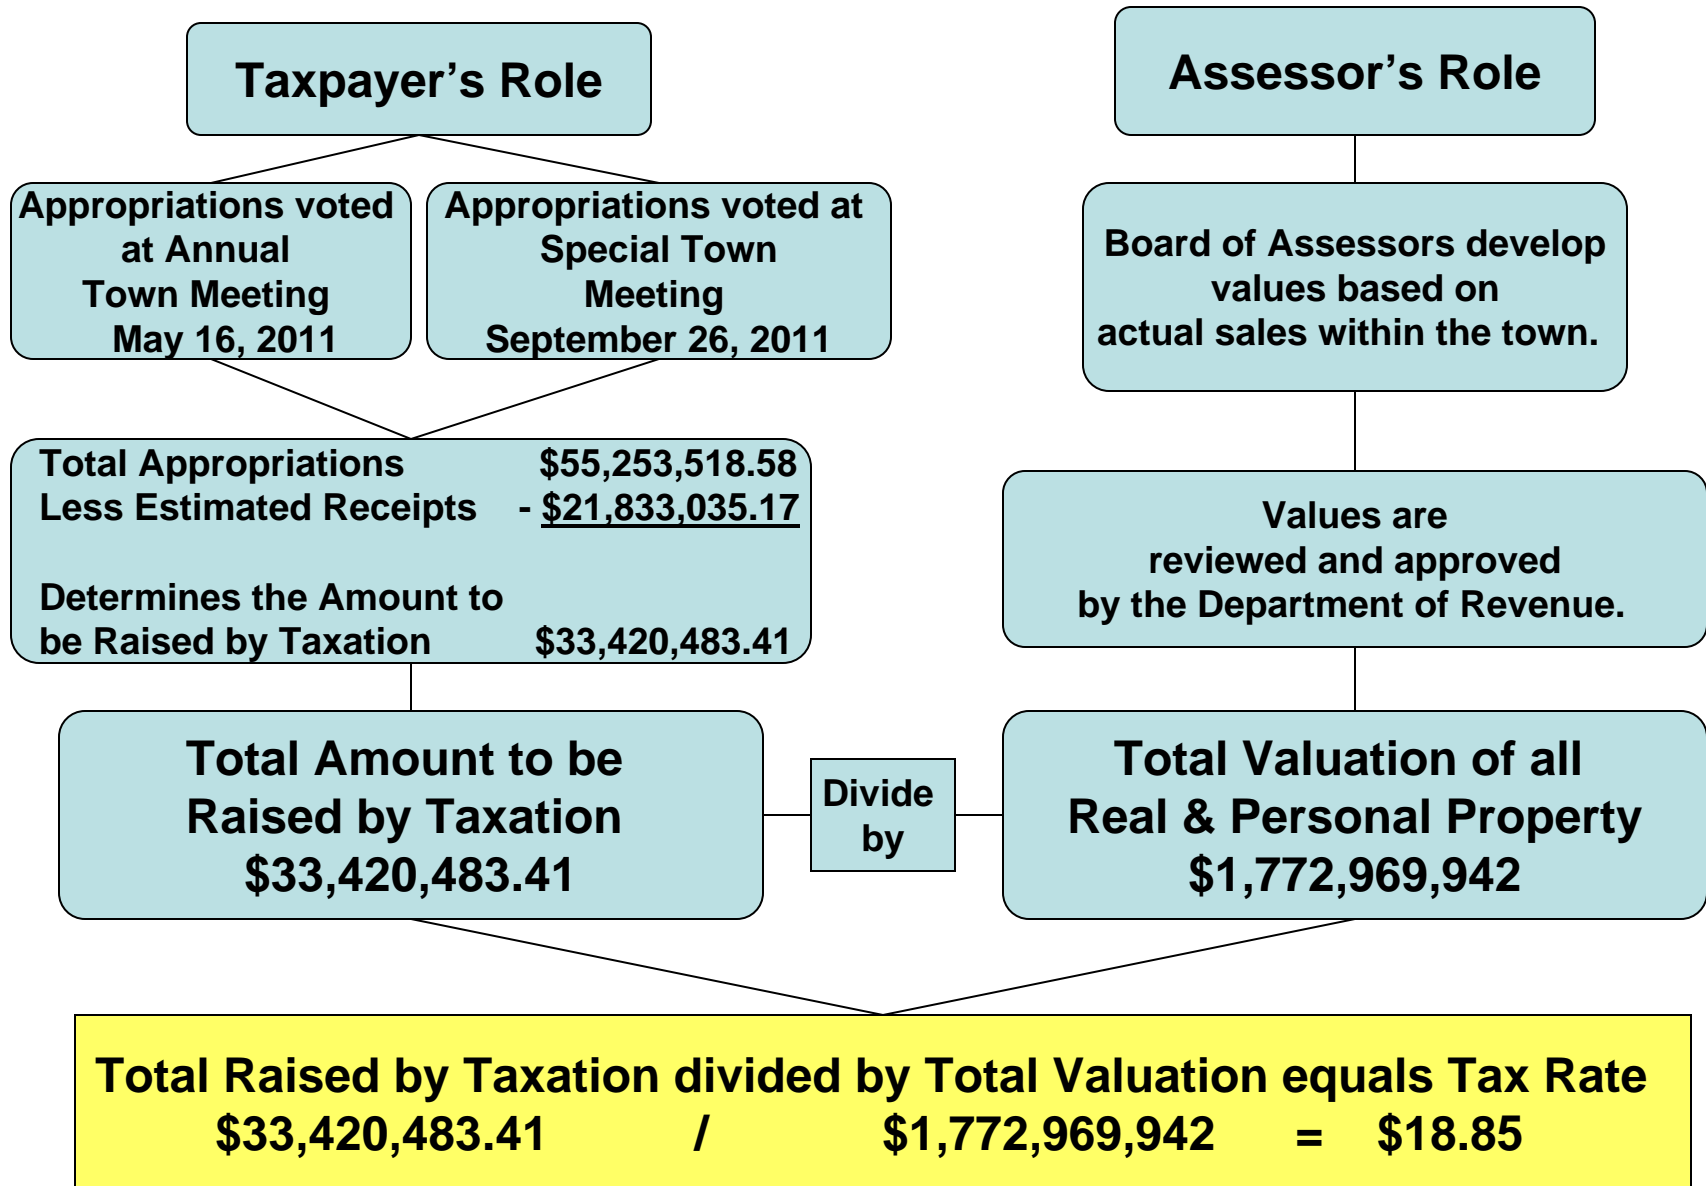 Taxpayer's Role
Assessor's Role
Appropriations voted
at Annual
Town Meeting
May 16, 2011
Appropriations voted at
Special Town
Meeting
September 26, 2011
Board of Assessors develop
values based on
actual sales within the town.
Total Appropriations $55,253,518.58
Less Estimated Receipts - $21,833,035.17
Determines the Amount to
be Raised by Taxation $33,420,483.41
Values are
reviewed and approved
by the Department of Revenue.
Total Amount to be
Raised by Taxation
$33,420,483.41
Divide
by
Total Valuation of all
Real & Personal Property
$1,772,969,942
Total Raised by Taxation divided by Total Valuation equals Tax Rate
$33,420,483.41 / $1,772,969,942 = $18.85